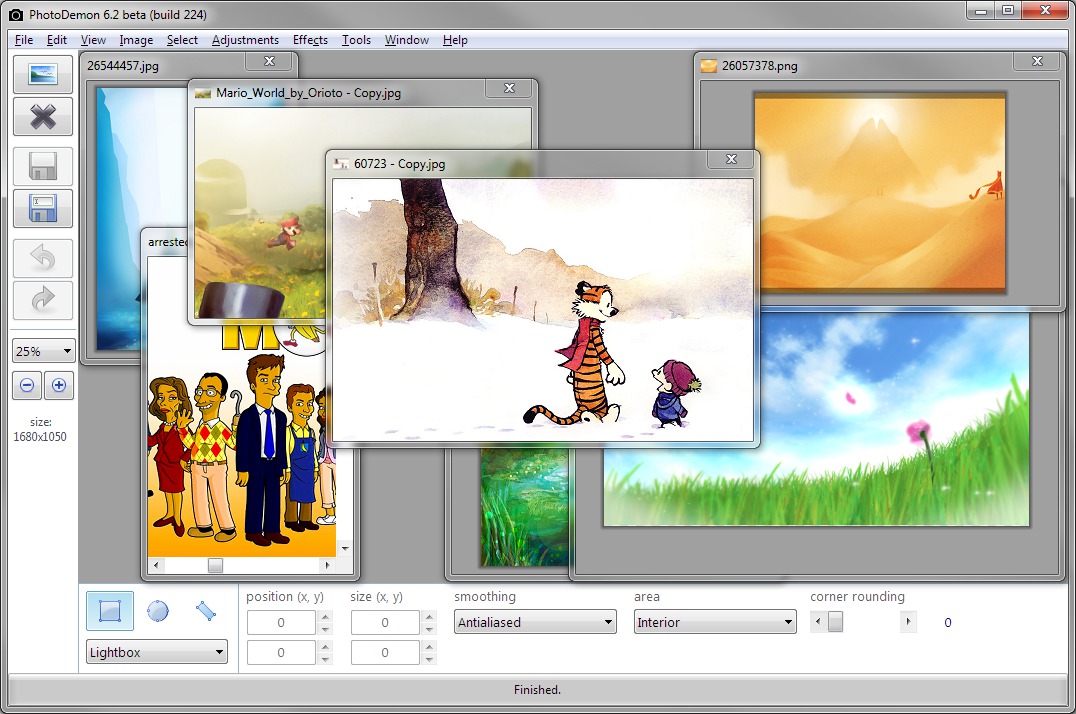 PhotoDemon 6.2 beta (build 224)
File Edit View Image Select Adjustments Effects Tools Window Help
26544457.jpg
26057378.png
Mario_World_by_Orioto - Copy.jpg
60723 - Copy.jpg
arrested
25%
size:
1680x1050
position (x, y) size (x, y) smoothing area corner rounding
0 0 Antialiased Interior 0
Lightbox 0 0
Finished.